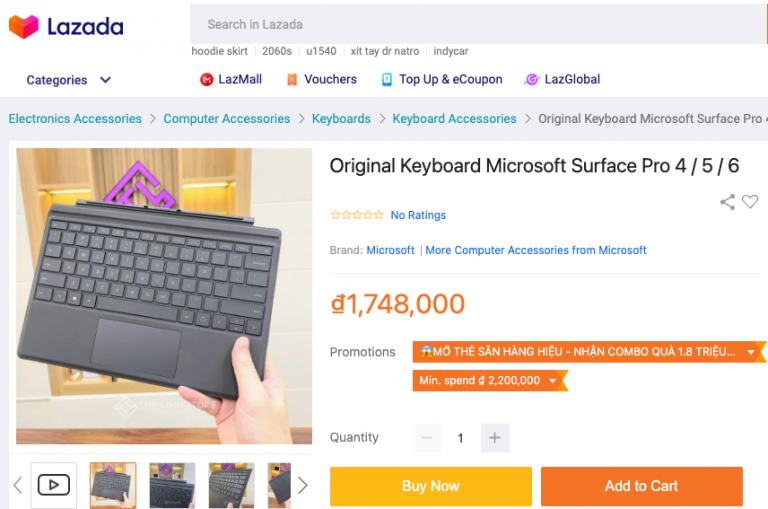 Lazada
Search in Lazada
hoodie skirt 2060s u1540 xit tay dr natro indycar
Categories LazMall Vouchers Top Up & eCoupon LazGlobal
Electronics Accessories > Computer Accessories > Keyboards > Keyboard Accessories > Original Keyboard Microsoft Surface Pro 4
Original Keyboard Microsoft Surface Pro 4 / 5 / 6
No Ratings
Brand: Microsoft | More Computer Accessories from Microsoft
₫1,748,000
Promotions
😱MỞ THẺ SĂN HÀNG HIỆU - NHẬN COMBO QUÀ 1.8 TRIỆU...
Min. spend ₫ 2,200,000
Quantity
1
Buy Now
Add to Cart